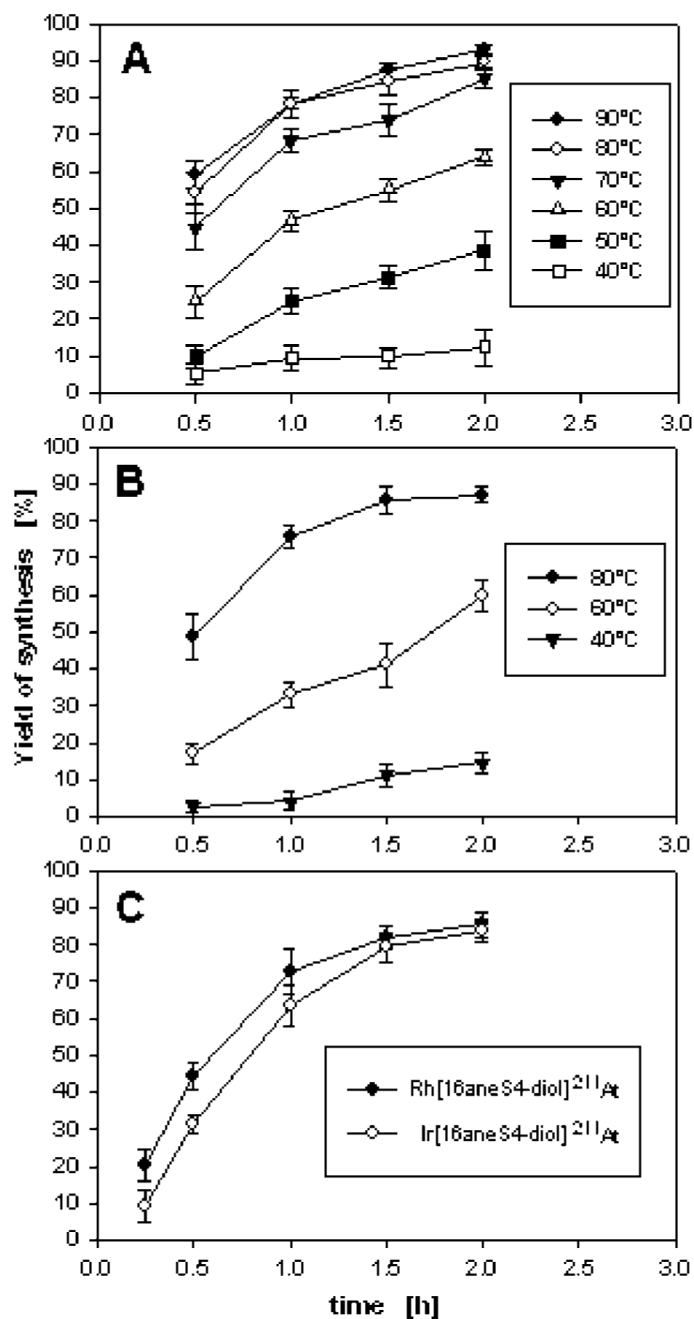 100
90
80
70
60
50
40
30
20
10
0
A
90°C
80°C
70°C
60°C
50°C
40°C
0.0 0.5 1.0 1.5 2.0 2.5 3.0
Yield of synthesis [%]
100
90
80
70
60
50
40
30
20
10
0
B
80°C
60°C
40°C
0.0 0.5 1.0 1.5 2.0 2.5 3.0
100
90
80
70
60
50
40
30
20
10
0
C
Rh[16aneS4-diol]²¹¹At
Ir[16aneS4-diol]²¹¹At
0.0 0.5 1.0 1.5 2.0 2.5 3.0
time [h]